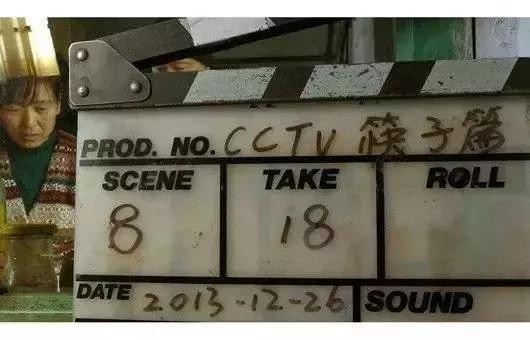 PROD. NO. CCTV 筷子篇
SCENE TAKE ROLL
8 18
DATE 2013-12-26 SOUND